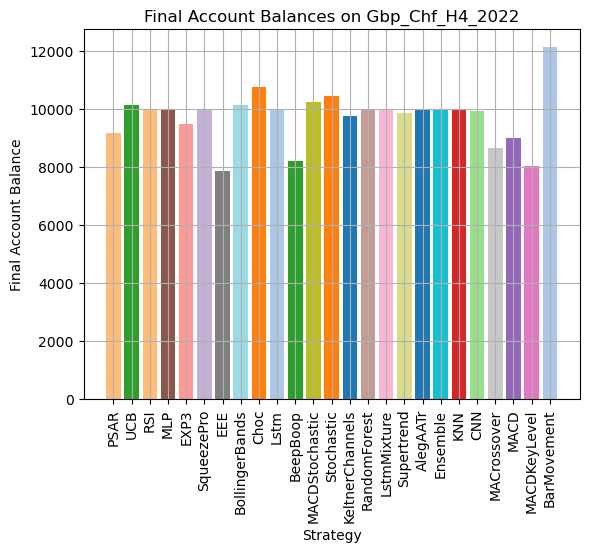 Final Account Balances on Gbp_Chf_H4_2022
Final Account Balance
12000
10000
8000
6000
4000
2000
0
PSAR
UCB
RSI
MLP
EXP3
SqueezePro
EEE
BollingerBands
Choc
Lstm
BeepBoop
MACDStochastic
Stochastic
KeltnerChannels
RandomForest
LstmMixture
Supertrend
AlegAATr
Ensemble
KNN
CNN
MACrossover
MACD
MACDKeyLevel
BarMovement
Strategy